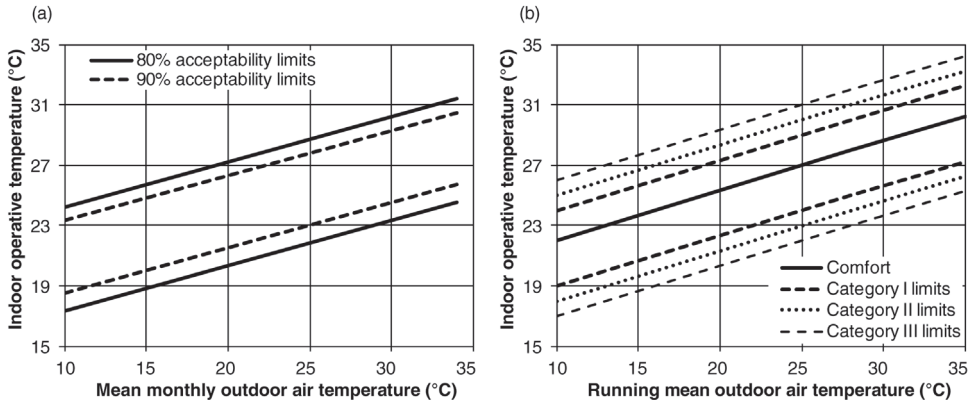 (a)
35
31
27
23
19
15
Indoor operative temperature (°C)
80% acceptability limits
90% acceptability limits
10 15 20 25 30 35
Mean monthly outdoor air temperature (°C)
(b)
35
31
27
23
19
15
Indoor operative temperature (°C)
Comfort
Category I limits
Category II limits
Category III limits
10 15 20 25 30 35
Running mean outdoor air temperature (°C)